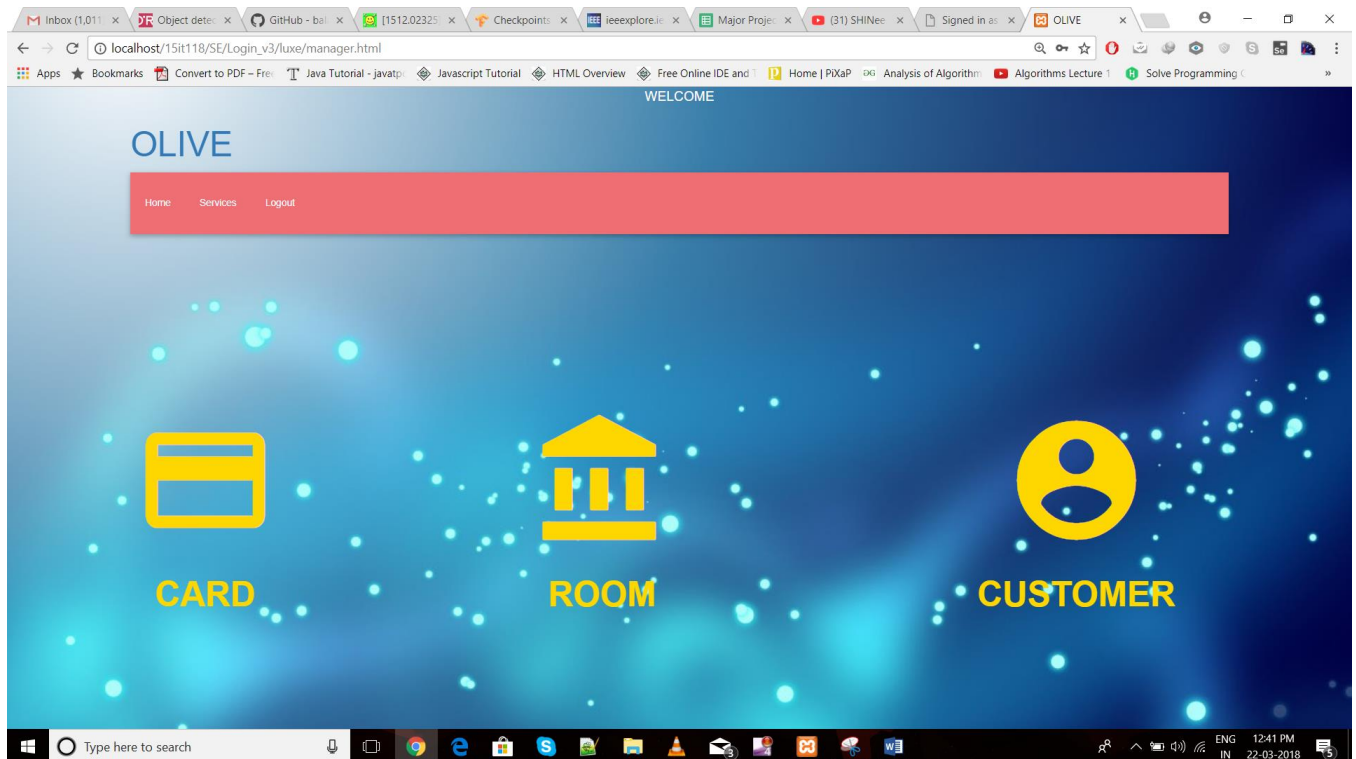 Inbox (1,011
Object detec
GitHub - bal
[1512.02325]
Checkpoints
ieeexplore.ie
Major Projec
(31) SHINee
Signed in as
OLIVE
localhost/15it118/SE/Login_v3/luxe/manager.html
Apps
Bookmarks
Convert to PDF – Free
Java Tutorial - javatp
Javascript Tutorial
HTML Overview
Free Online IDE and T
Home | PiXaP
Analysis of Algorithm
Algorithms Lecture 1
Solve Programming
»
WELCOME
OLIVE
Home Services Logout
CARD ROOM CUSTOMER
Type here to search
ENG 12:41 PM
IN 22-03-2018